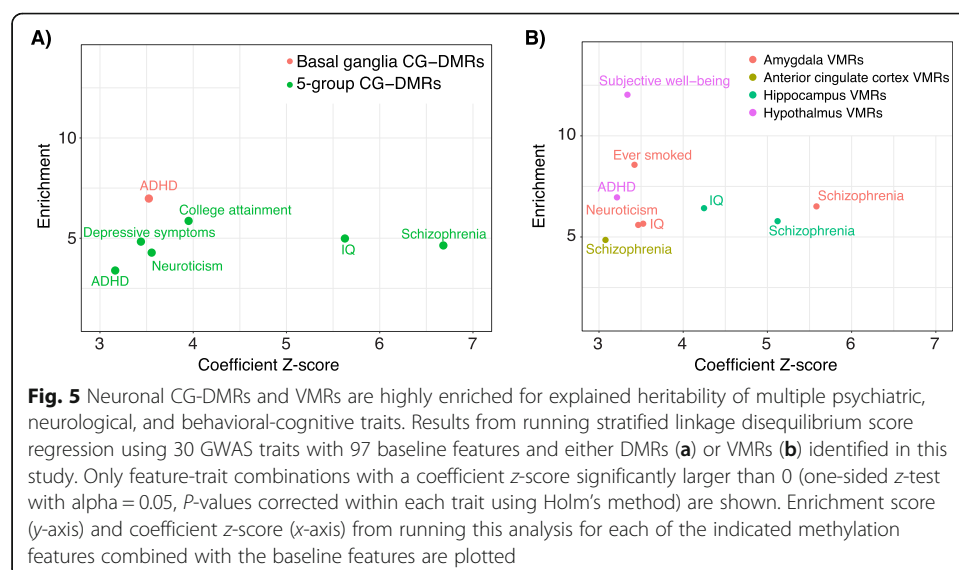 A)
Basal ganglia CG−DMRs
5-group CG−DMRs
Enrichment
10
5
ADHD
College attainment
Depressive symptoms
Neuroticism
ADHD
IQ
Schizophrenia
3 4 5 6 7
Coefficient Z-score
B)
Amygdala VMRs
Anterior cingulate cortex VMRs
Hippocampus VMRs
Hypothalmus VMRs
Enrichment
10
5
Subjective well−being
Ever smoked
ADHD
Neuroticism
IQ
IQ
Schizophrenia
Schizophrenia
Schizophrenia
3 4 5 6 7
Coefficient Z-score
Fig. 5 Neuronal CG-DMRs and VMRs are highly enriched for explained heritability of multiple psychiatric,
neurological, and behavioral-cognitive traits. Results from running stratified linkage disequilibrium score
regression using 30 GWAS traits with 97 baseline features and either DMRs (a) or VMRs (b) identified in this
study. Only feature-trait combinations with a coefficient z-score significantly larger than 0 (one-sided z-test
with alpha = 0.05, P-values corrected within each trait using Holm's method) are shown. Enrichment score
(y-axis) and coefficient z-score (x-axis) from running this analysis for each of the indicated methylation
features combined with the baseline features are plotted